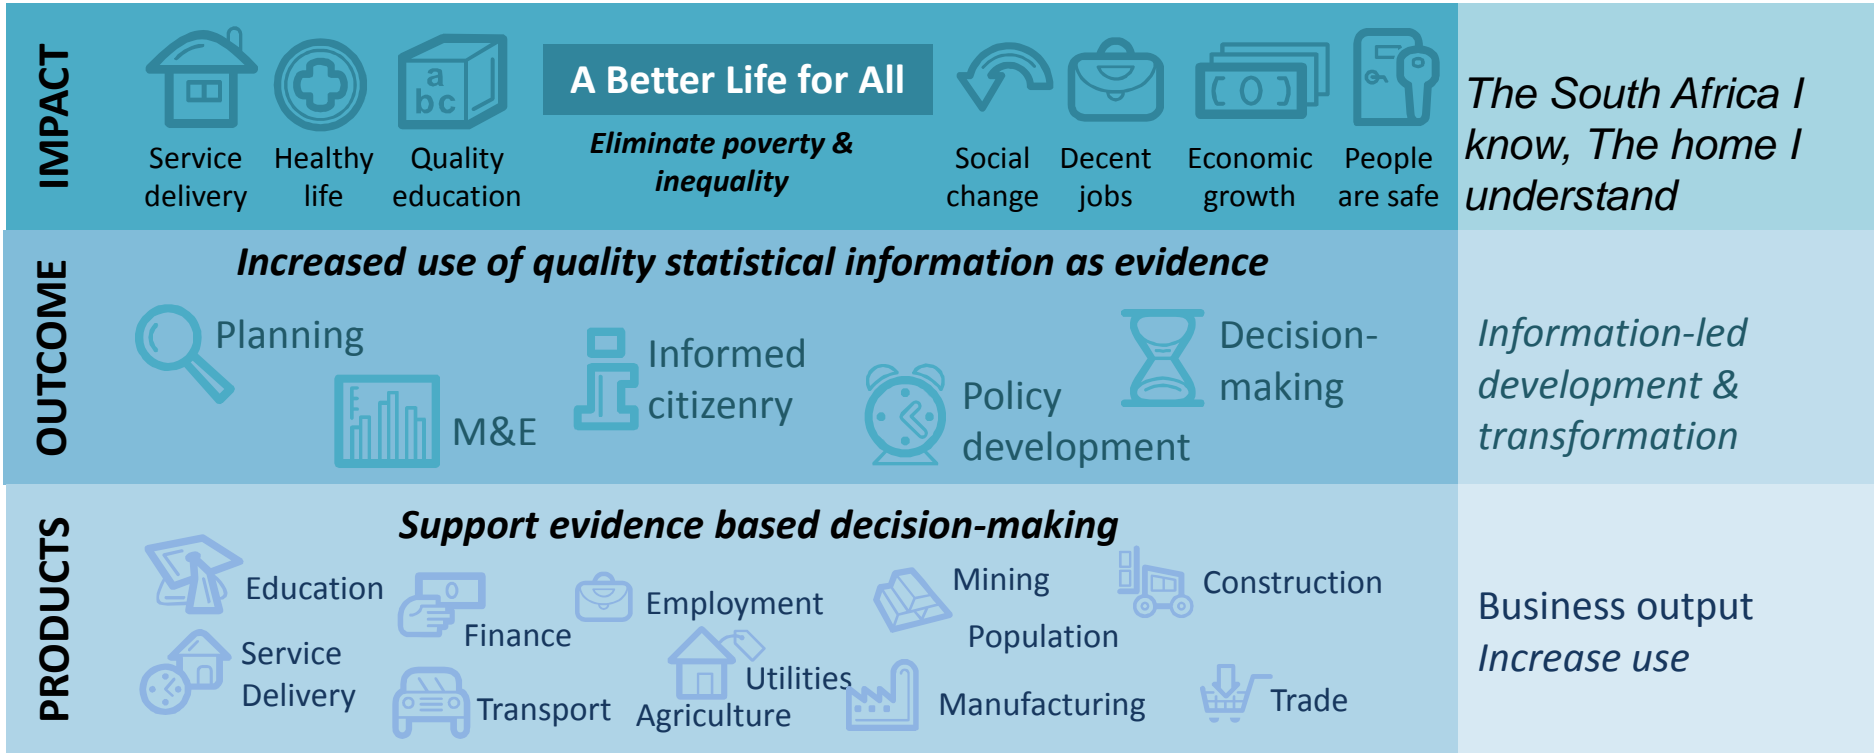 IMPACT
Service
delivery
Healthy
life
Quality
education
a
bc
A Better Life for All
Eliminate poverty &
inequality
Social
change
Decent
jobs
Economic
growth
People
are safe
The South Africa I
know, The home I
understand
OUTCOME
Increased use of quality statistical information as evidence
Planning
M&E
Informed
citizenry
Policy
development
Decision-
making
Information-led
development &
transformation
PRODUCTS
Support evidence based decision-making
Education
Finance
Employment
Mining
Population
Construction
Service
Delivery
Transport
Utilities
Agriculture
Manufacturing
Trade
Business output
Increase use